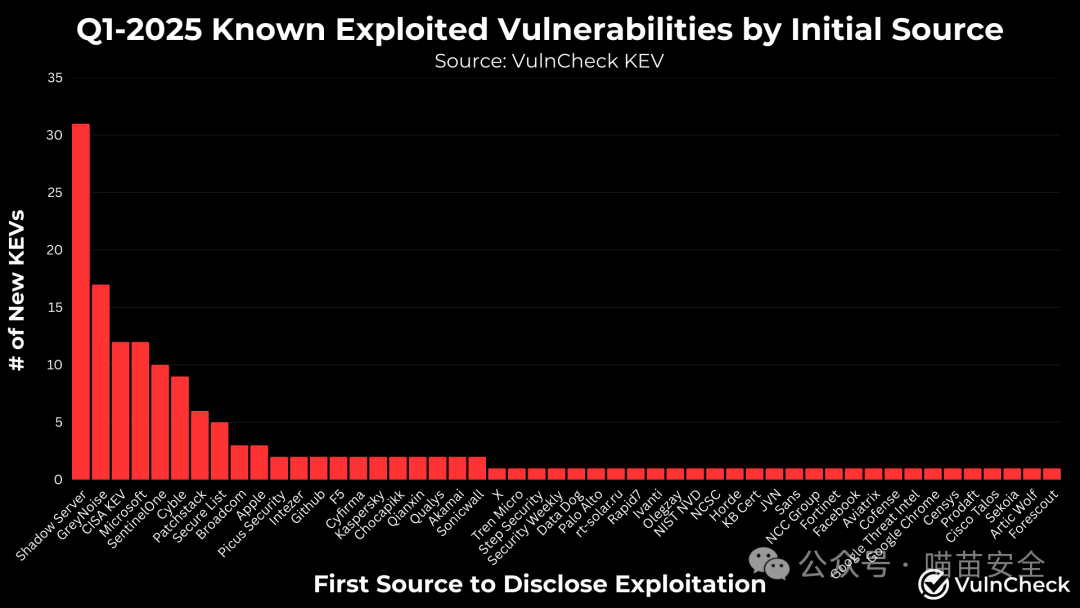 Q1-2025 Known Exploited Vulnerabilities by Initial Source
Source: VulnCheck KEV
# of New KEVs
35
30
25
20
15
10
5
0
Shadow Server
GreyNoise
CISA KEV
Microsoft
SentinelOne
Cyble
Patchstack
Secure List
Broadcom
Apple
Picus Security
Intezer
Github
F5
Cyfirma
Kaspersky
Chocapikk
Qianxin
Qualys
Akamai
Sonicwall
X
Tren Micro
Step Security
Security Weekly
Data Dog
Palo Alto
rt-solar.ru
Rapid7
Ivanti
Olegzay
NIST NVD
NCSC
Horde
KB Cert
JVN
Sans
NCC Group
Fortinet
Facebook
Aviatrix
Cofense
Google Threat Intel
Google Chrome
Censys
Prodaft
Cisco Talos
Sekoia
Artic Wolf
Forescout
First Source to Disclose Exploitation
公众号 · 喵苗安全
VulnCheck